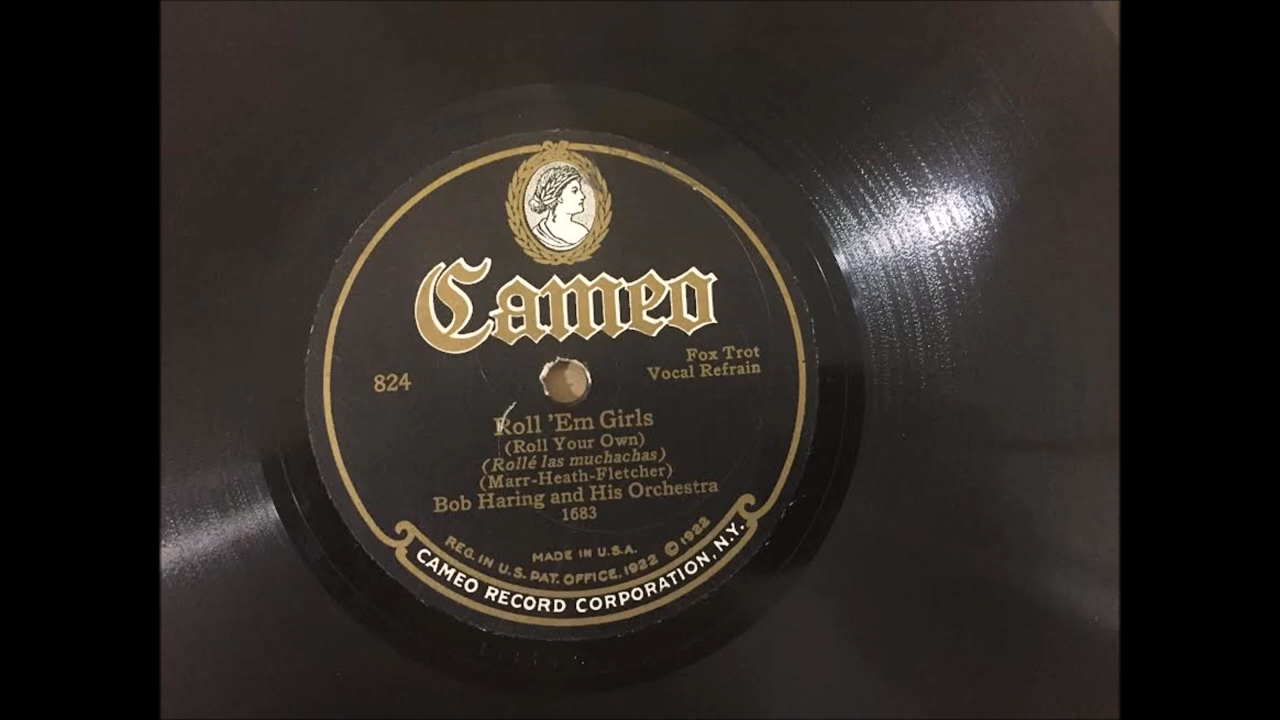 Cameo
Fox Trot
Vocal Refrain
824
Roll 'Em Girls
(Roll Your Own)
(Rollé las muchachas)
(Marr-Heath-Fletcher)
Bob Haring and His Orchestra
1683
MADE IN U.S.A.
REG. IN U.S. PAT. OFFICE, 1922 © 1922
CAMEO RECORD CORPORATION, N.Y.